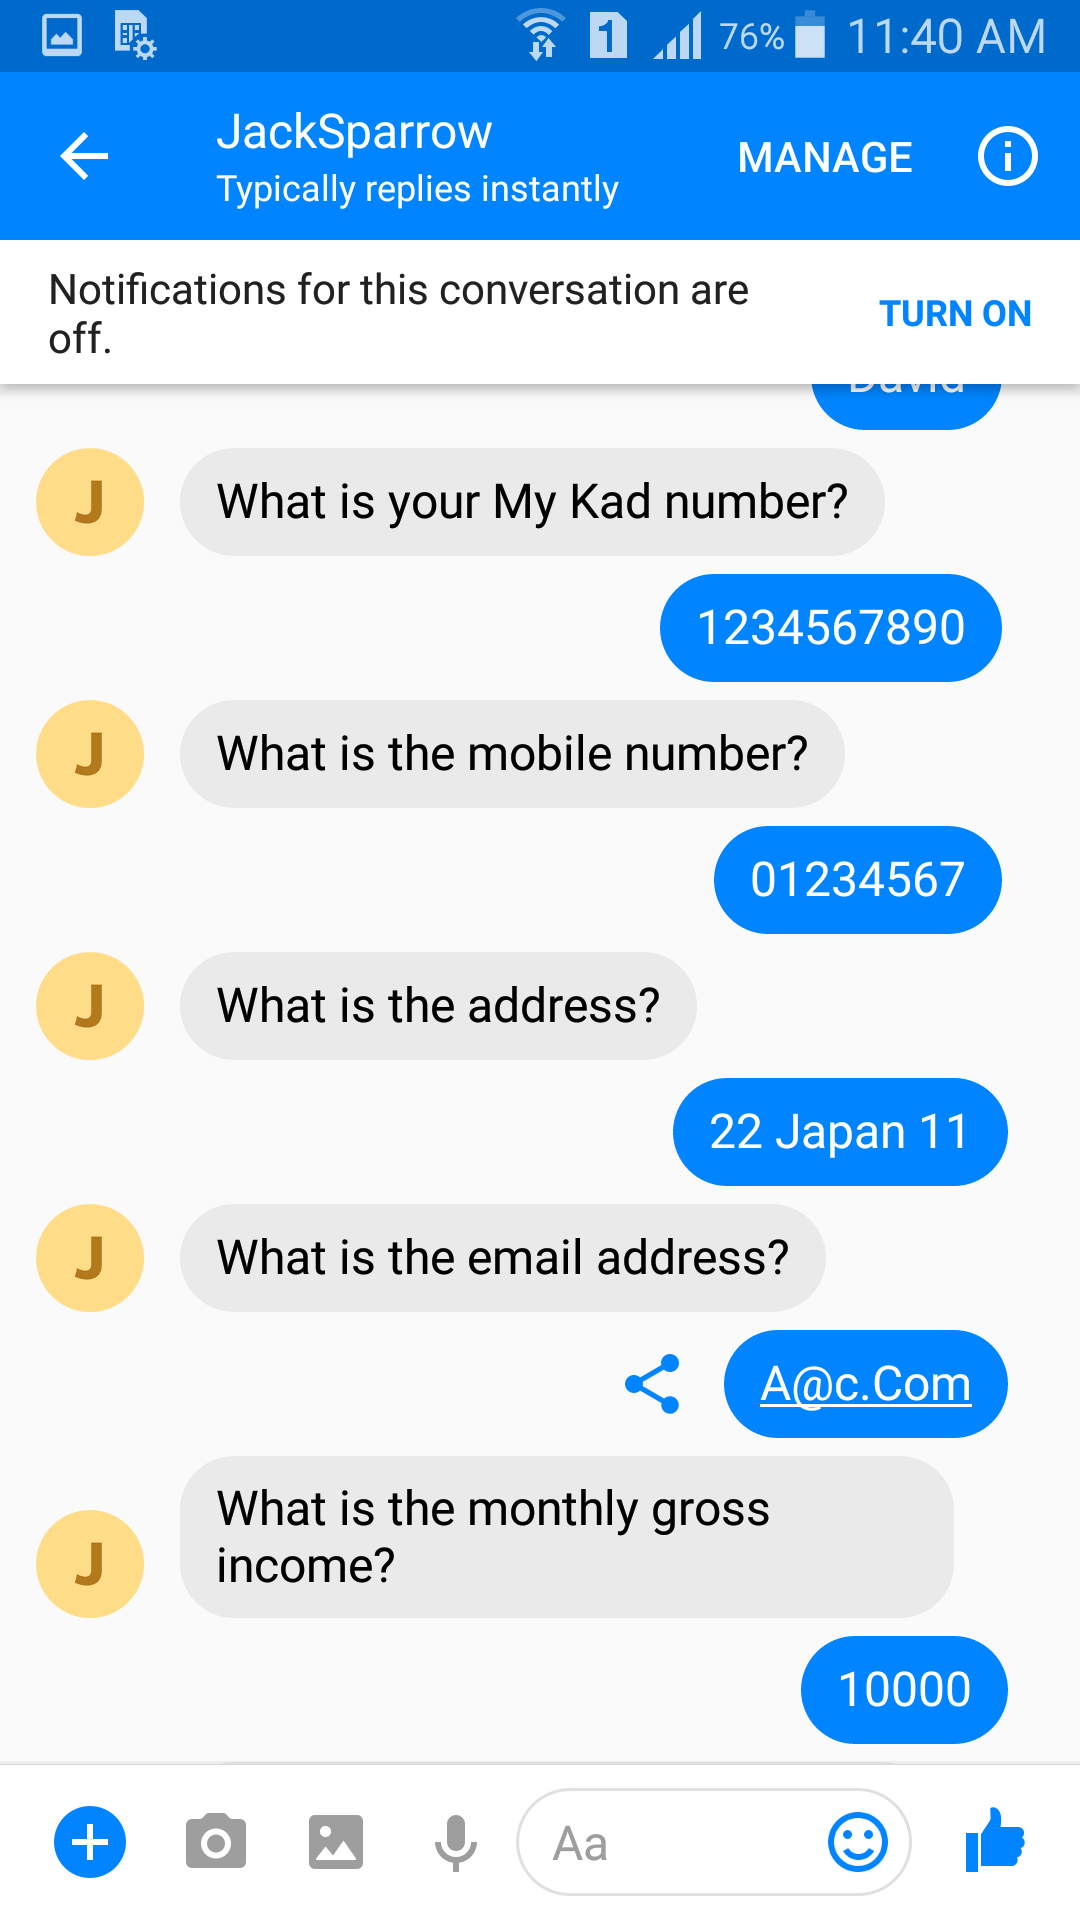 76% 11:40 AM
JackSparrow
Typically replies instantly
MANAGE
Notifications for this conversation are
off.
TURN ON
David
J
What is your My Kad number?
1234567890
J
What is the mobile number?
01234567
J
What is the address?
22 Japan 11
J
What is the email address?
A@c.Com
What is the monthly gross
income?
J
10000
Aa